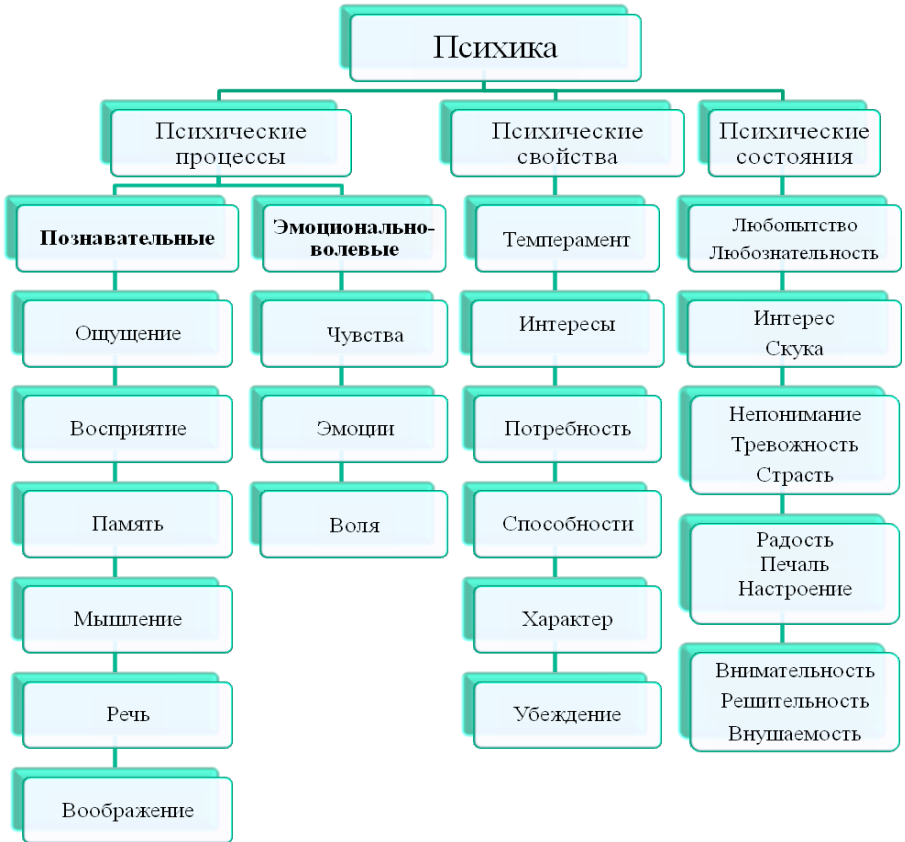 Психика
Психические
процессы
Психические
свойства
Психические
состояния
Познавательные
Эмоционально-
волевые
Темперамент
Любопытство
Любознательность
Ощущение
Чувства
Интересы
Интерес
Скука
Восприятие
Эмоции
Потребность
Непонимание
Тревожность
Страсть
Память
Воля
Способности
Радость
Печаль
Настроение
Мышление
Характер
Внимательность
Решительность
Внушаемость
Речь
Убеждение
Воображение